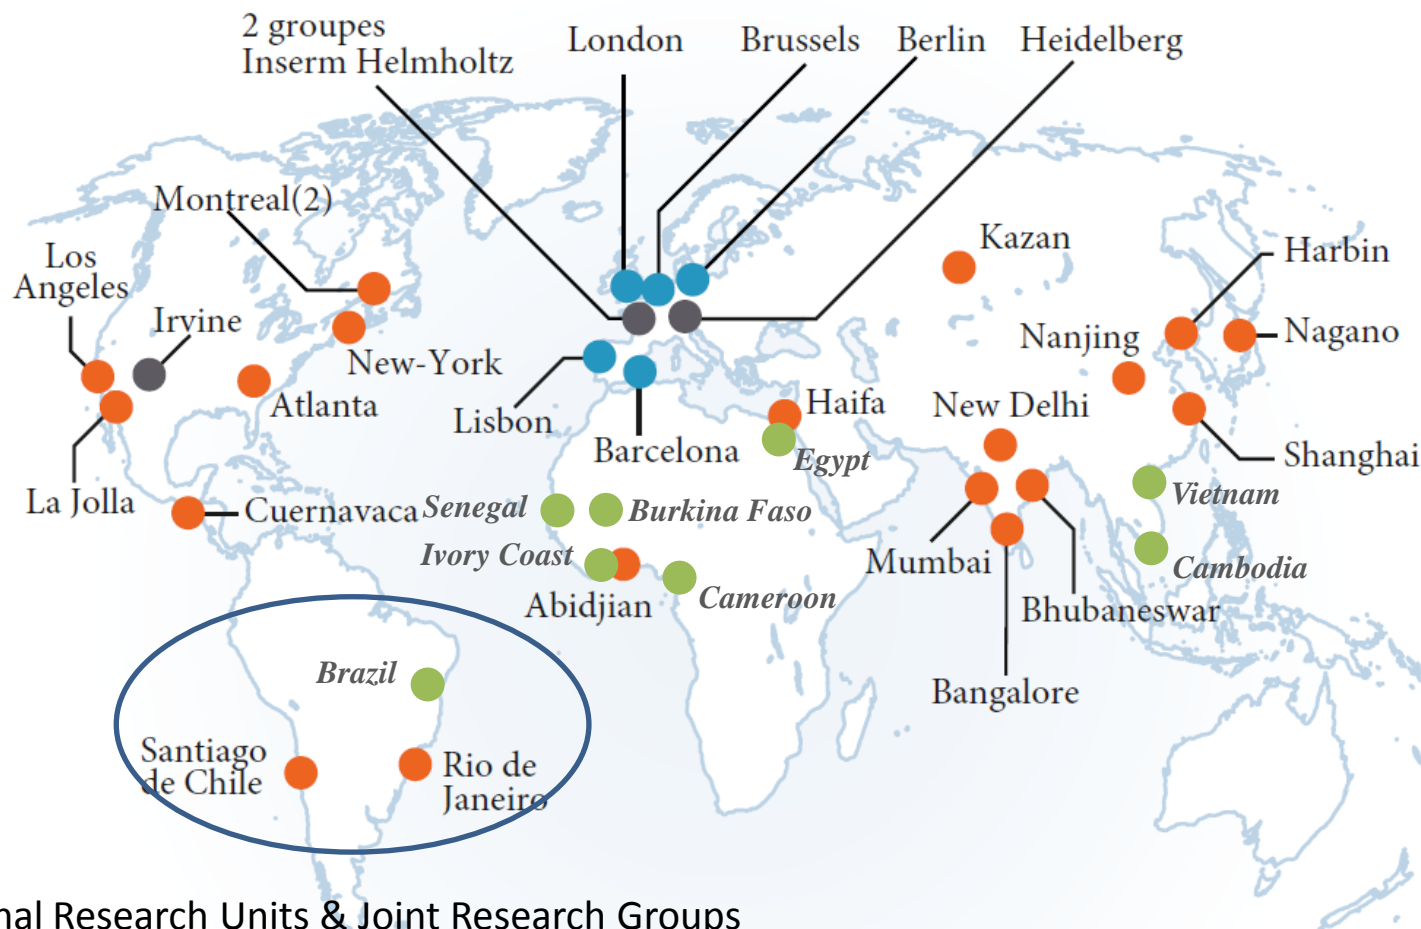 2 groupes
Inserm Helmholtz
London
Brussels
Berlin
Heidelberg
Montreal(2)
Los
Angeles
Irvine
New-York
Atlanta
La Jolla
Cuernavaca
Lisbon
Barcelona
Kazan
Harbin
Nagano
Nanjing
Shanghai
Haifa
Egypt
New Delhi
Mumbai
Bhubaneswar
Bangalore
Vietnam
Cambodia
Senegal
Burkina Faso
Ivory Coast
Abidjian
Cameroon
Brazil
Santiago
de Chile
Rio de
Janeiro
nal Research Units & Joint Research Groups